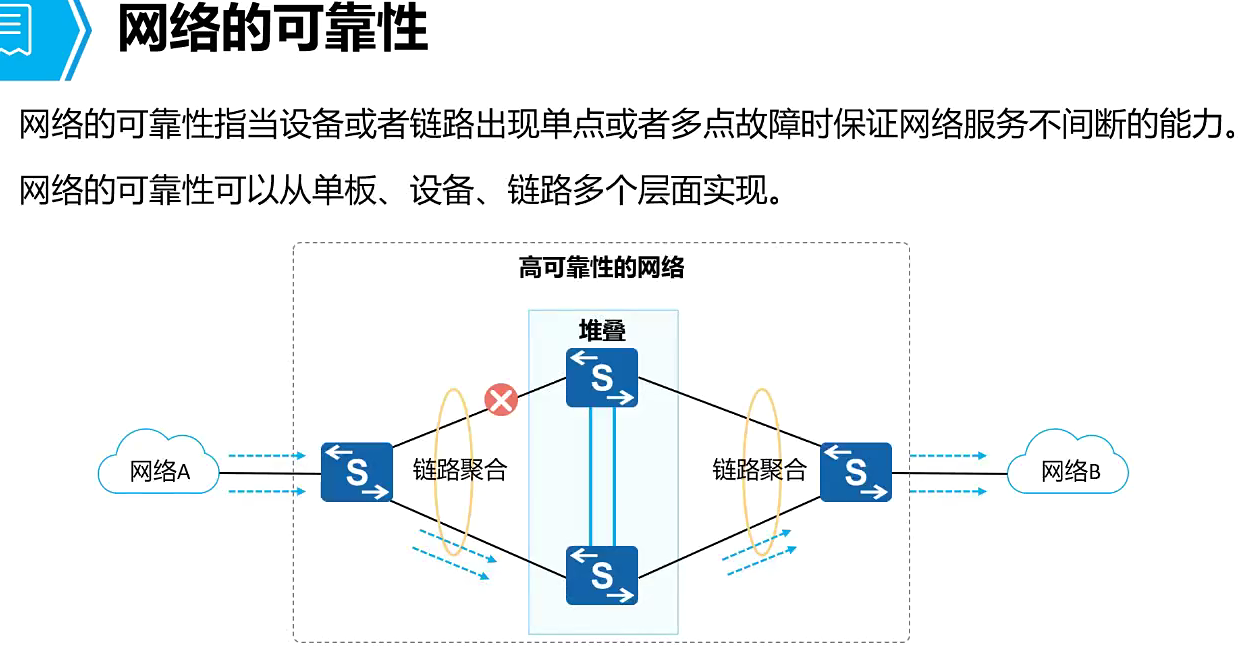 网络的可靠性
网络的可靠性指当设备或者链路出现单点或者多点故障时保证网络服务不间断的能力。
网络的可靠性可以从单板、设备、链路多个层面实现。
高可靠性的网络
堆叠
S
网络A
S
链路聚合
链路聚合
S
网络B
S